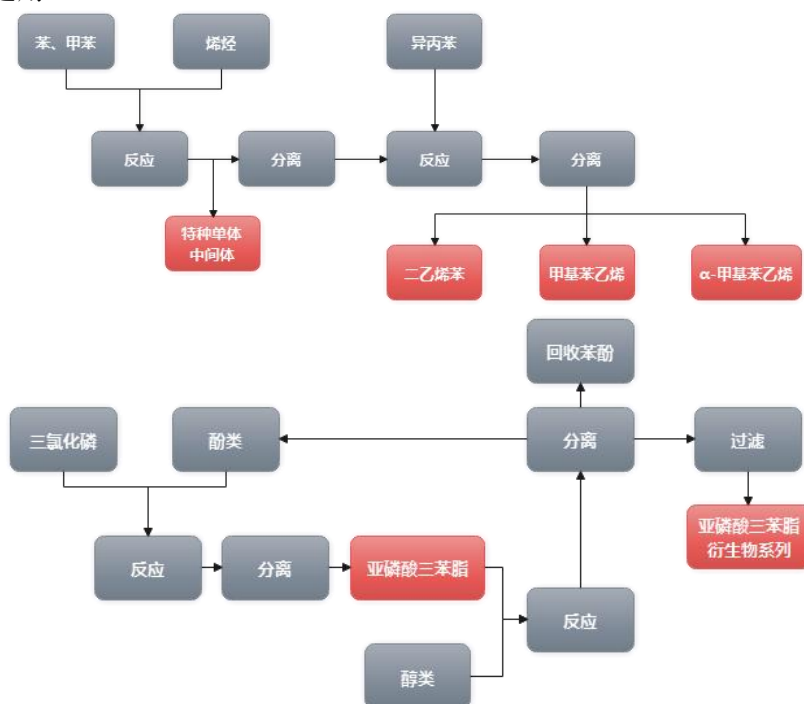 苯、甲苯
烯烃
异丙苯
反应
分离
反应
分离
特种单体
中间体
二乙烯苯
甲基苯乙烯
α-甲基苯乙烯
回收苯酚
三氯化磷
酚类
分离
过滤
亚磷酸三苯脂
衍生物系列
反应
分离
亚磷酸三苯脂
反应
醇类